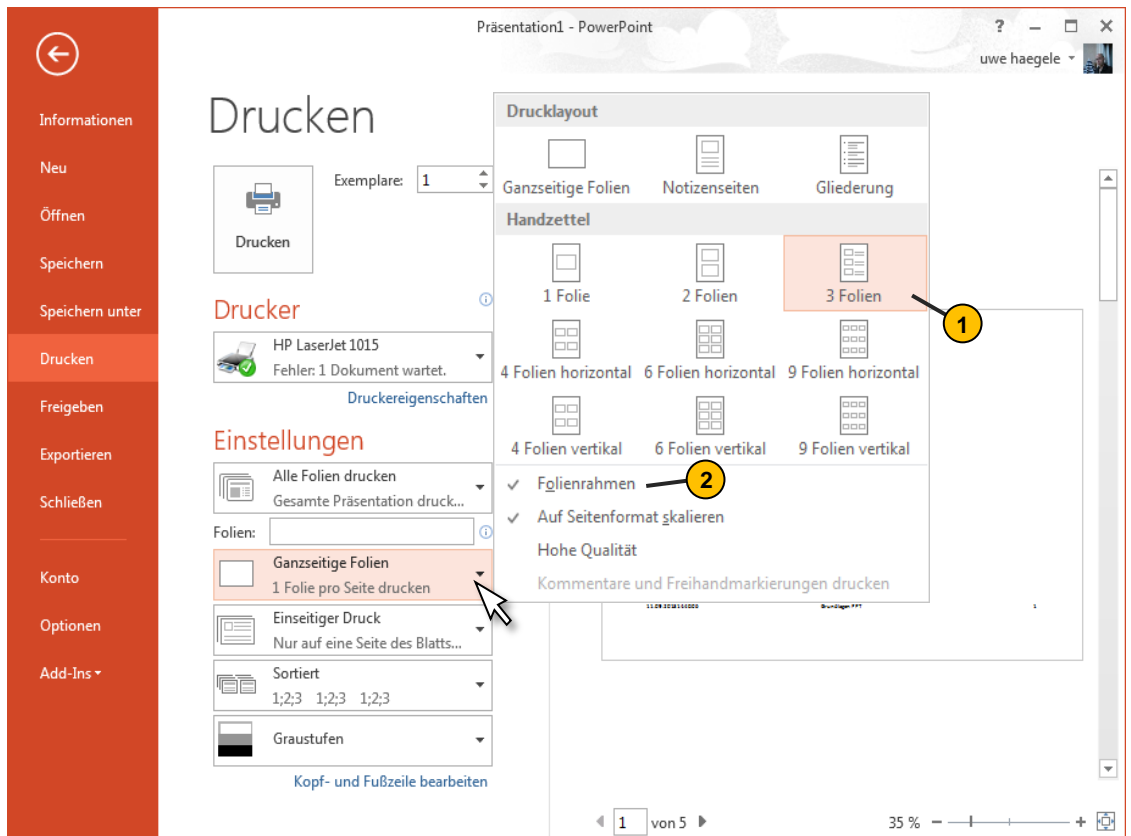 Präsentation1 - PowerPoint
?
uwe haegele
Informationen
Neu
Öffnen
Speichern
Speichern unter
Drucken
Freigeben
Exportieren
Schließen
Konto
Optionen
Add-Ins
Drucken
Drucken
Exemplare: 1
Drucker
HP LaserJet 1015
Fehler: 1 Dokument wartet.
Druckereigenschaften
Einstellungen
Alle Folien drucken
Gesamte Präsentation druck...
Folien:
Ganzseitige Folien
1 Folie pro Seite drucken
Einseitiger Druck
Nur auf eine Seite des Blatts...
Sortiert
1;2;3 1;2;3 1;2;3
Graustufen
Kopf- und Fußzeile bearbeiten
Drucklayout
Ganzseitige Folien Notizenseiten Gliederung
Handzettel
1 Folie 2 Folien 3 Folien
1
4 Folien horizontal 6 Folien horizontal 9 Folien horizontal
4 Folien vertikal 6 Folien vertikal 9 Folien vertikal
Folienrahmen
2
Auf Seitenformat skalieren
Hohe Qualität
Kommentare und Freihandmarkierungen drucken
Grundlagen PPT 1
1 von 5
35 %